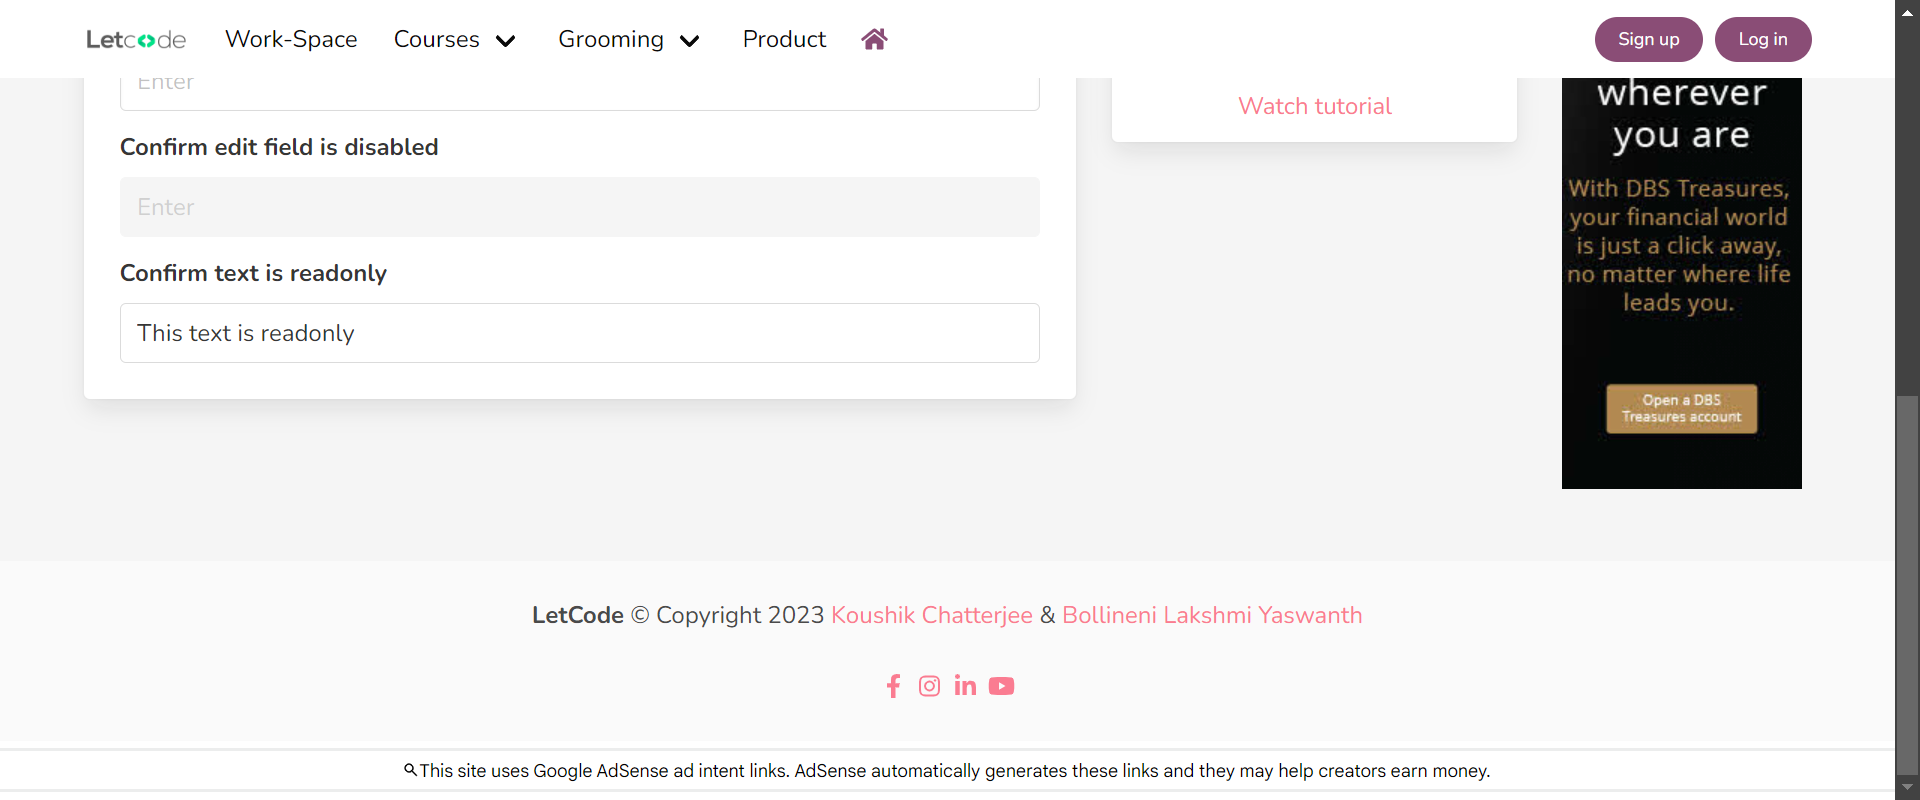 Letcode Work-Space Courses Grooming Product Sign up Log in
Enter
Confirm edit field is disabled
Enter
Confirm text is readonly
This text is readonly
Watch tutorial
wherever
you are
With DBS Treasures,
your financial world
is just a click away,
no matter where life
leads you.
Open a DBS
Treasures account
LetCode © Copyright 2023 Koushik Chatterjee & Bollineni Lakshmi Yaswanth
This site uses Google AdSense ad intent links. AdSense automatically generates these links and they may help creators earn money.